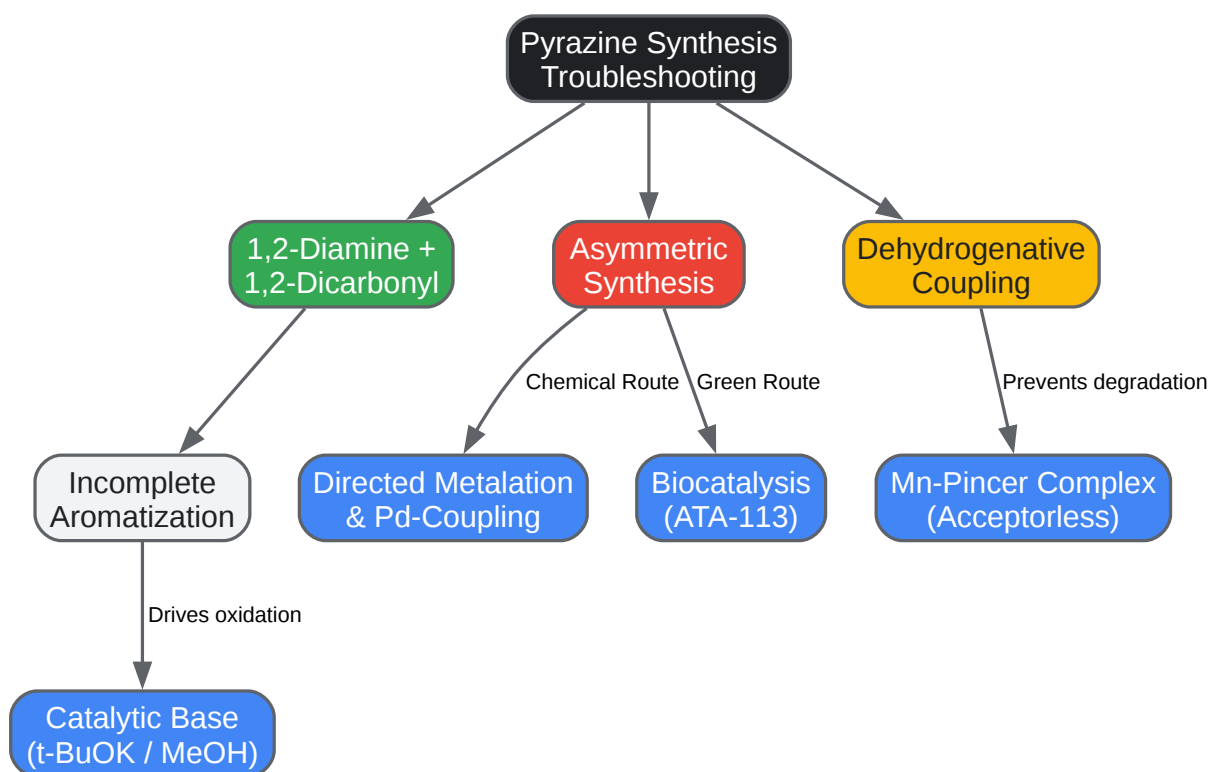 Pyrazine Synthesis
Troubleshooting
1,2-Diamine +
1,2-Dicarbonyl
Asymmetric
Synthesis
Dehydrogenative
Coupling
Chemical Route
Green Route
Prevents degradation
Incomplete
Aromatization
Directed Metalation
& Pd-Coupling
Biocatalysis
(ATA-113)
Mn-Pincer Complex
(Acceptorless)
Drives oxidation
Catalytic Base
(t-BuOK / MeOH)